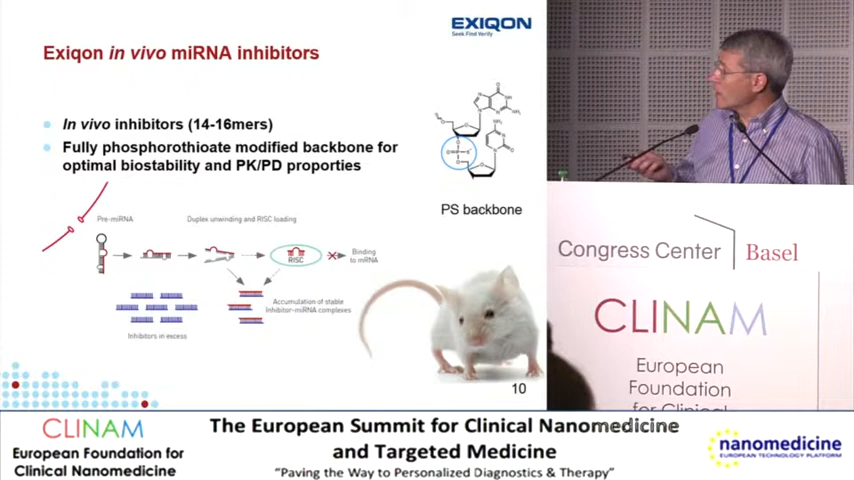 EXIQON
Seek Find Verify
Exiqon in vivo miRNA inhibitors
In vivo inhibitors (14-16mers)
Fully phosphorothioate modified backbone for
optimal biostability and PK/PD proporties
PS backbone
Pre-miRNA
Duplex unwinding and RISC loading
RISC
Binding
to mRNA
Accumulation of stable
Inhibitor-miRNA complexes
Inhibitors in excess
10
Congress Center Basel
CLINAM
European
Foundation
for Clinical
CLINAM
European Foundation for
Clinical Nanomedicine
The European Summit for Clinical Nanomedicine
and Targeted Medicine
"Paving the Way to Personalized Diagnostics & Therapy"
nanomedicine
EUROPEAN TECHNOLOGY PLATFORM